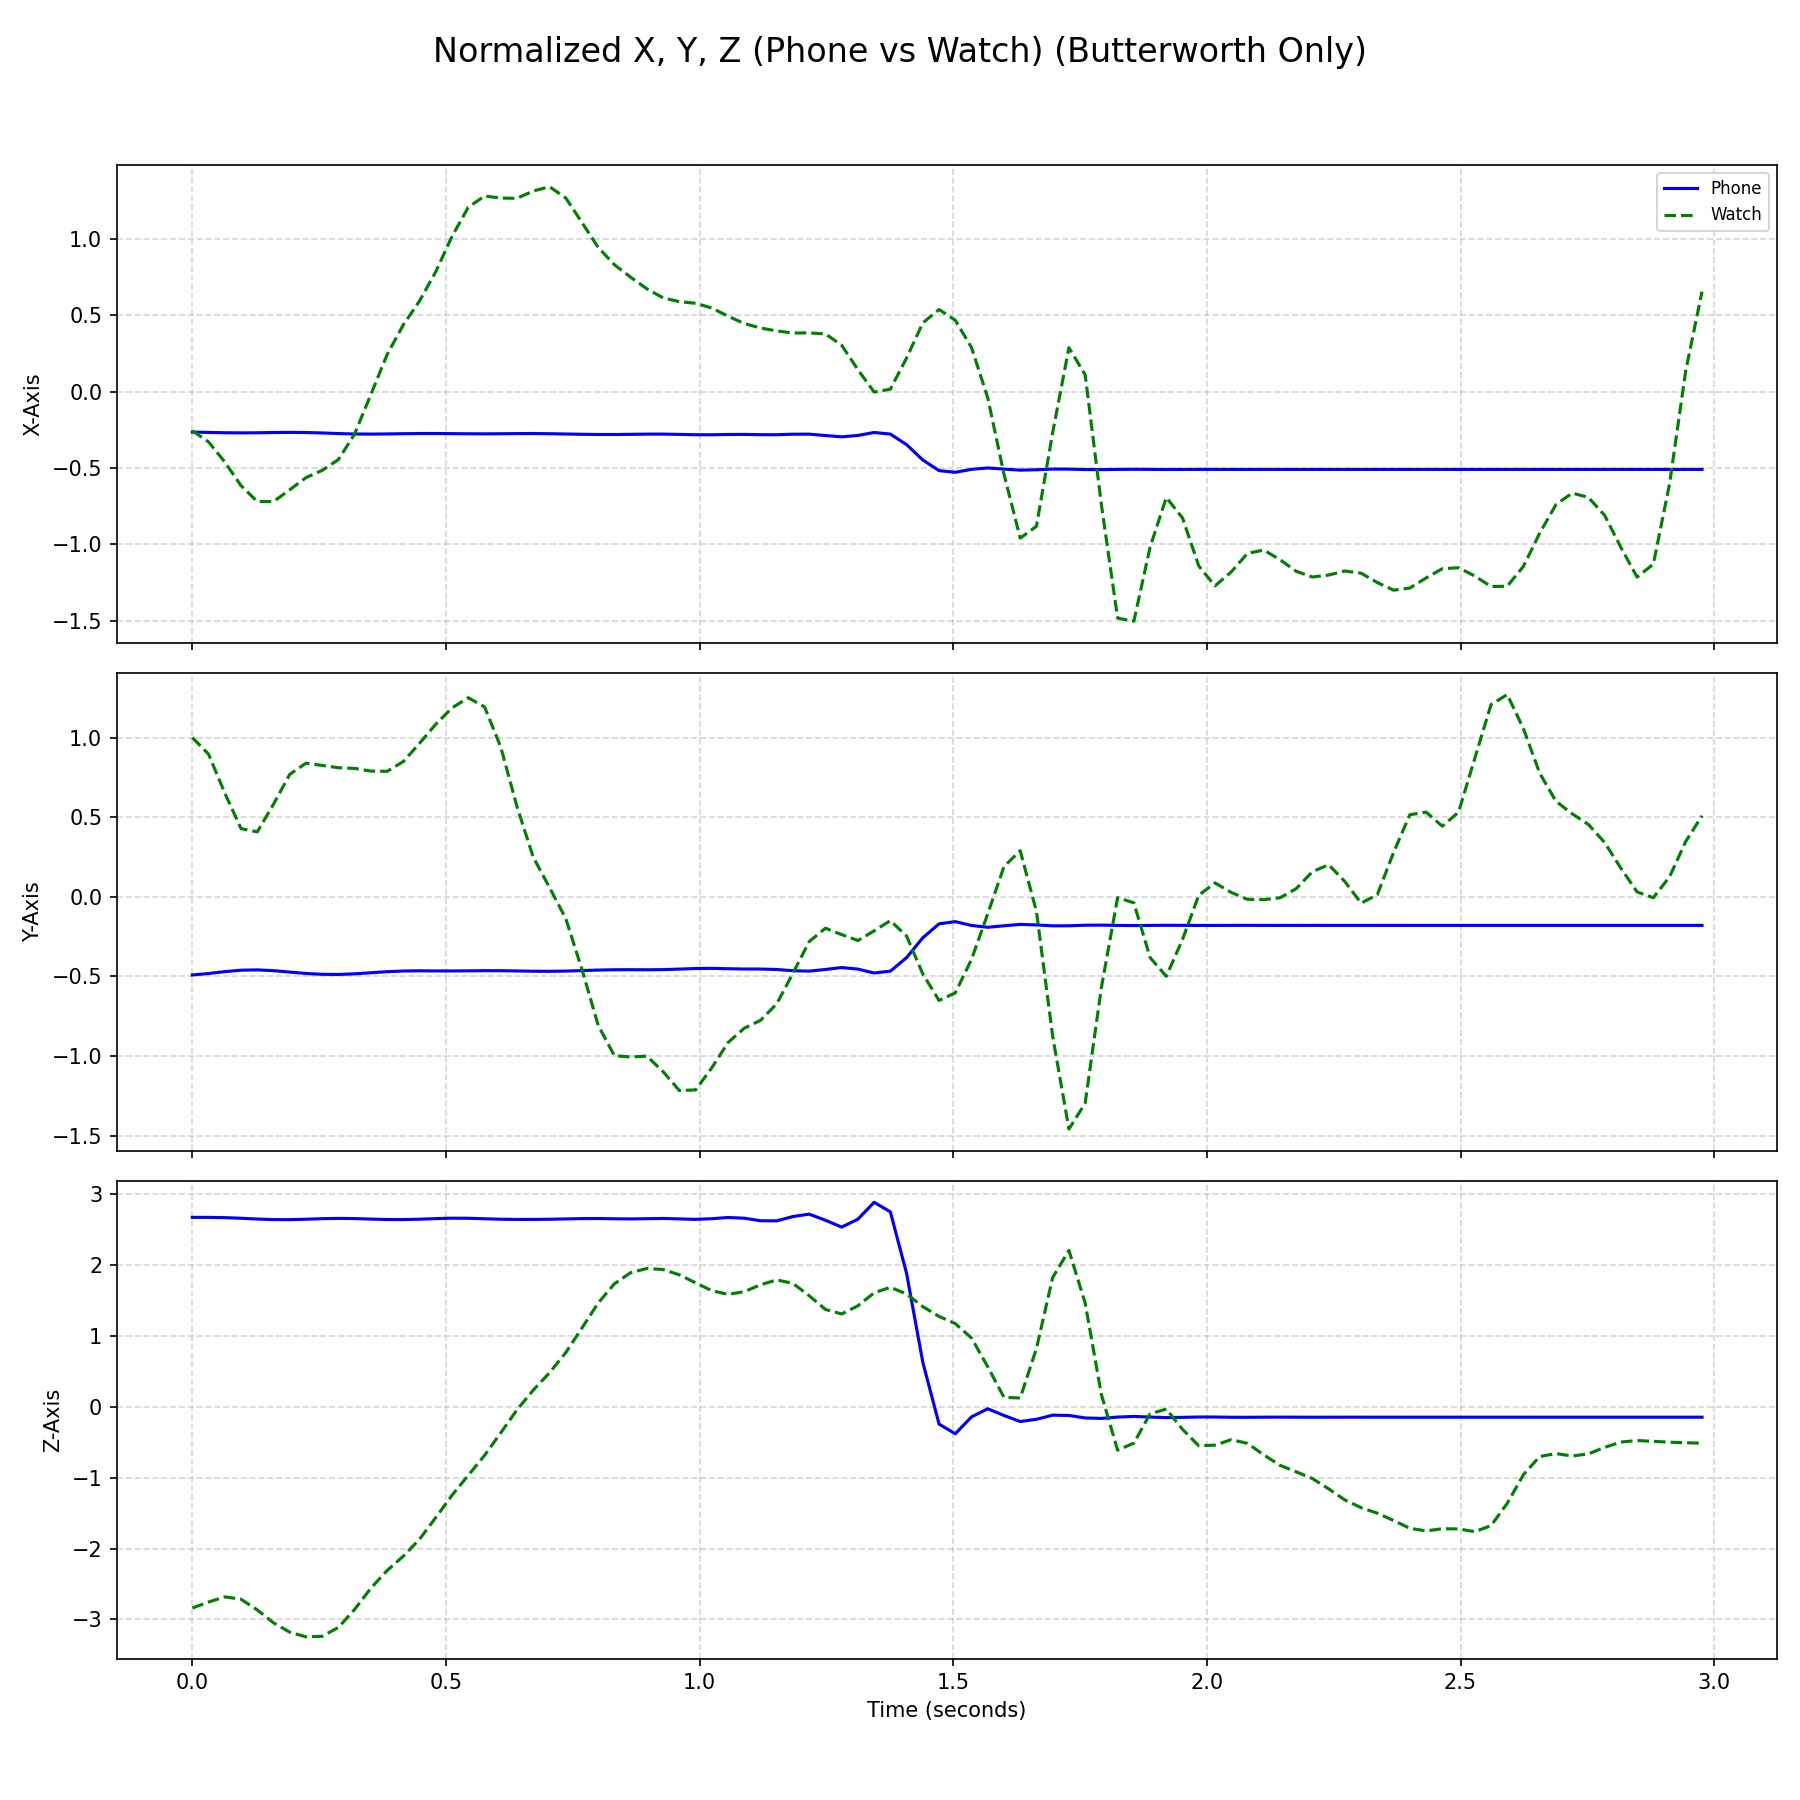 Normalized X, Y, Z (Phone vs Watch) (Butterworth Only)
Phone
Watch
X-Axis
1.0
0.5
0.0
−0.5
−1.0
−1.5
Y-Axis
1.0
0.5
0.0
−0.5
−1.0
−1.5
Z-Axis
3
2
1
0
−1
−2
−3
0.0 0.5 1.0 1.5 2.0 2.5 3.0
Time (seconds)